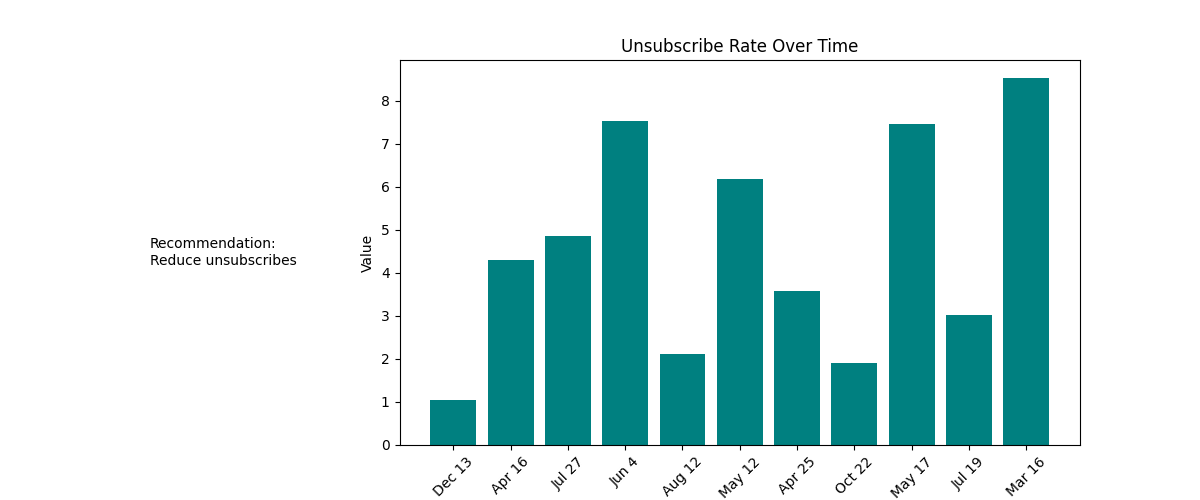 Unsubscribe Rate Over Time
Recommendation:
Reduce unsubscribes
Value
8
7
6
5
4
3
2
1
0
Dec 13
Apr 16
Jul 27
Jun 4
Aug 12
May 12
Apr 25
Oct 22
May 17
Jul 19
Mar 16